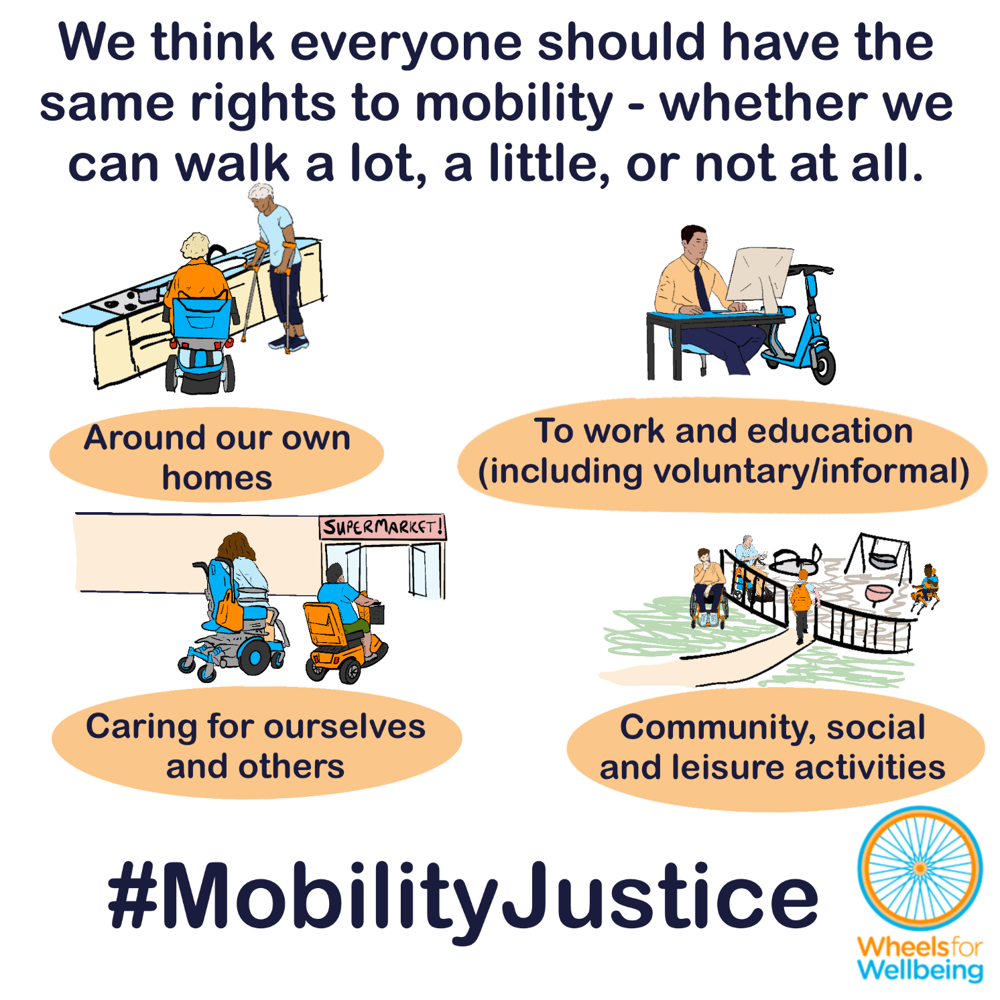 We think everyone should have the
same rights to mobility - whether we
can walk a lot, a little, or not at all.
Around our own
homes
To work and education
(including voluntary/informal)
SUPERMARKET!
Caring for ourselves
and others
Community, social
and leisure activities
#MobilityJustice
Wheelsfor
Wellbeing